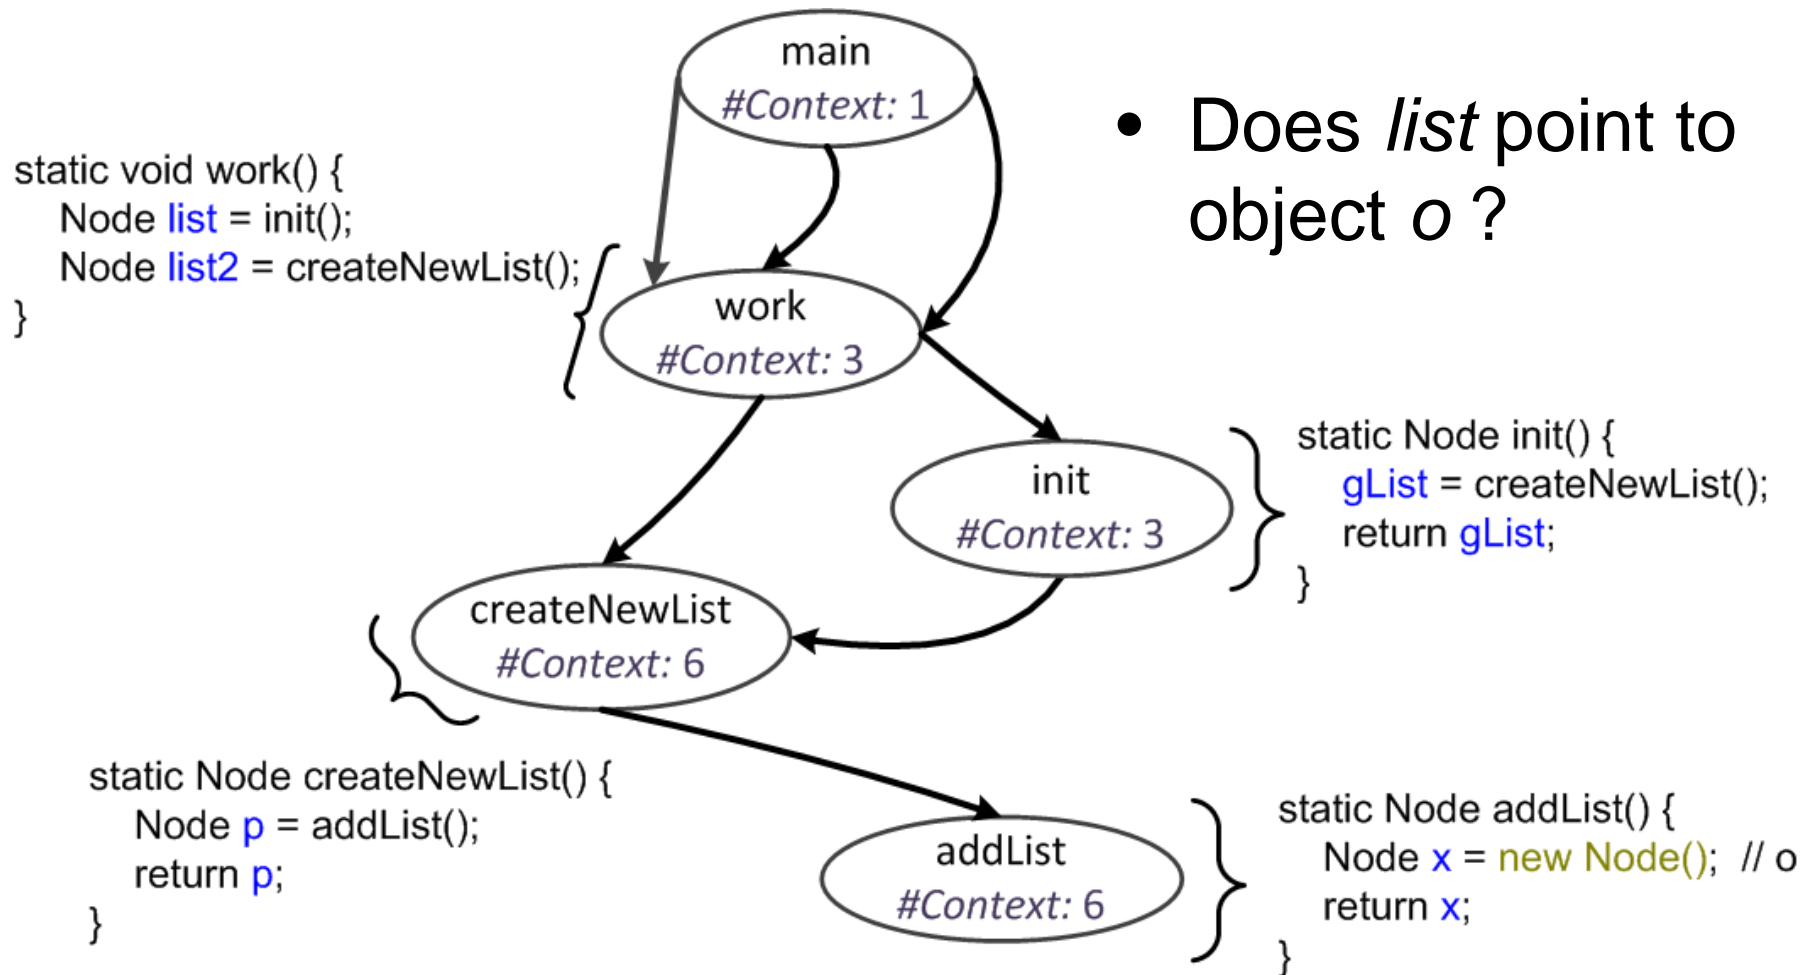 main
#Context: 1
• Does list point to
object o ?
static void work() {
Node list = init();
Node list2 = createNewList();
}
work
#Context: 3
init
#Context: 3
static Node init() {
gList = createNewList();
return gList;
}
createNewList
#Context: 6
static Node createNewList() {
Node p = addList();
return p;
}
addList
#Context: 6
static Node addList() {
Node x = new Node(); // o
return x;
}